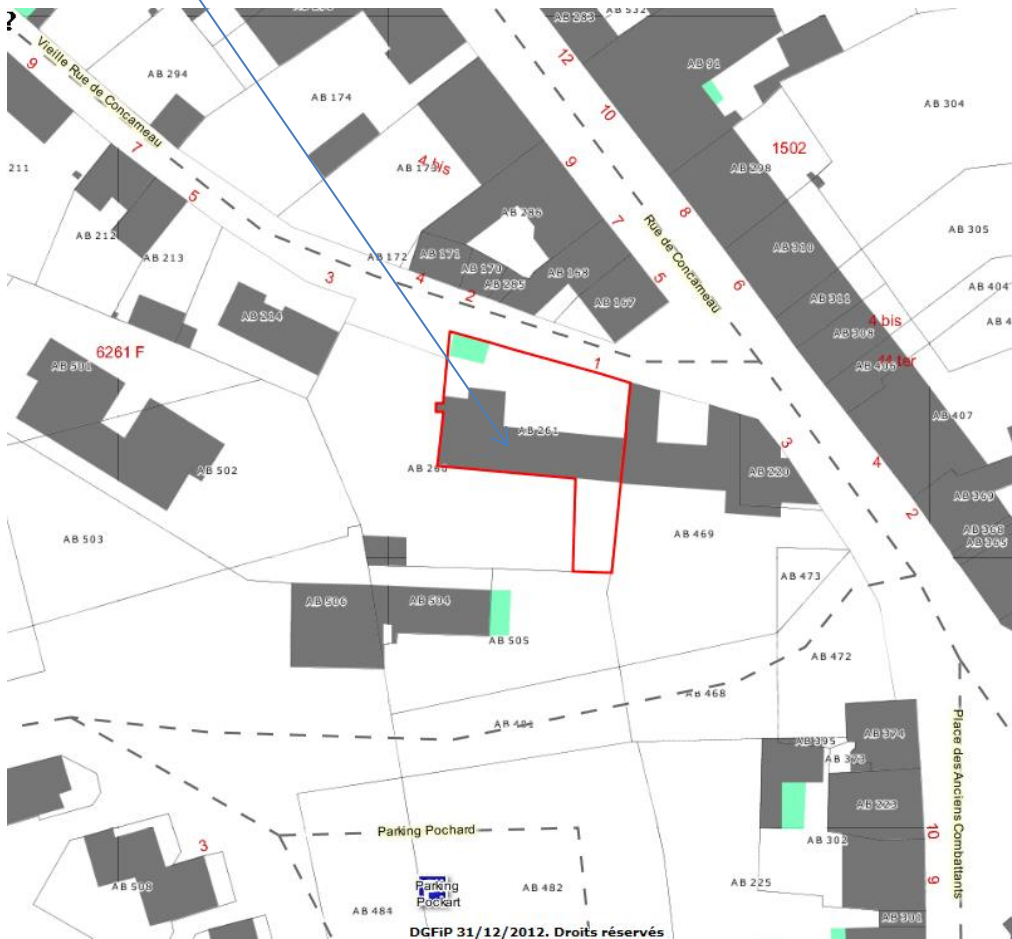 ?
AB 283
AB 532
12
AB 91
Vieille Rue de Concarneau
9
AB 294
AB 174
10
AB 304
7
211
4 bis
9
1502
AB 298
5
AB 212
AB 213
AB 286
7
8
AB 305
AB 172
AB 171
AB 170
AB 285
AB 168
AB 167
Rue de Concarneau
AB 310
3
4
2
5
6
AB 404
AB 311
AB 214
4 bis
AB 308
6261 F
1
AB 406
AB 501
AB 407
AB 261
3
AB 502
AB 260
AB 220
4
AB 369
2
AB 503
AB 469
AB 368
AB 365
AB 473
AB 506
AB 504
AB 505
AB 472
AB 468
AB 481
AB 374
AB 395
AB 373
Place des Anciens Combattants
AB 223
Parking Pochard
10
3
AB 302
AB 508
Parking
Pockart
AB 482
AB 225
9
AB 484
AB 301
DGFiP 31/12/2012. Droits réservés